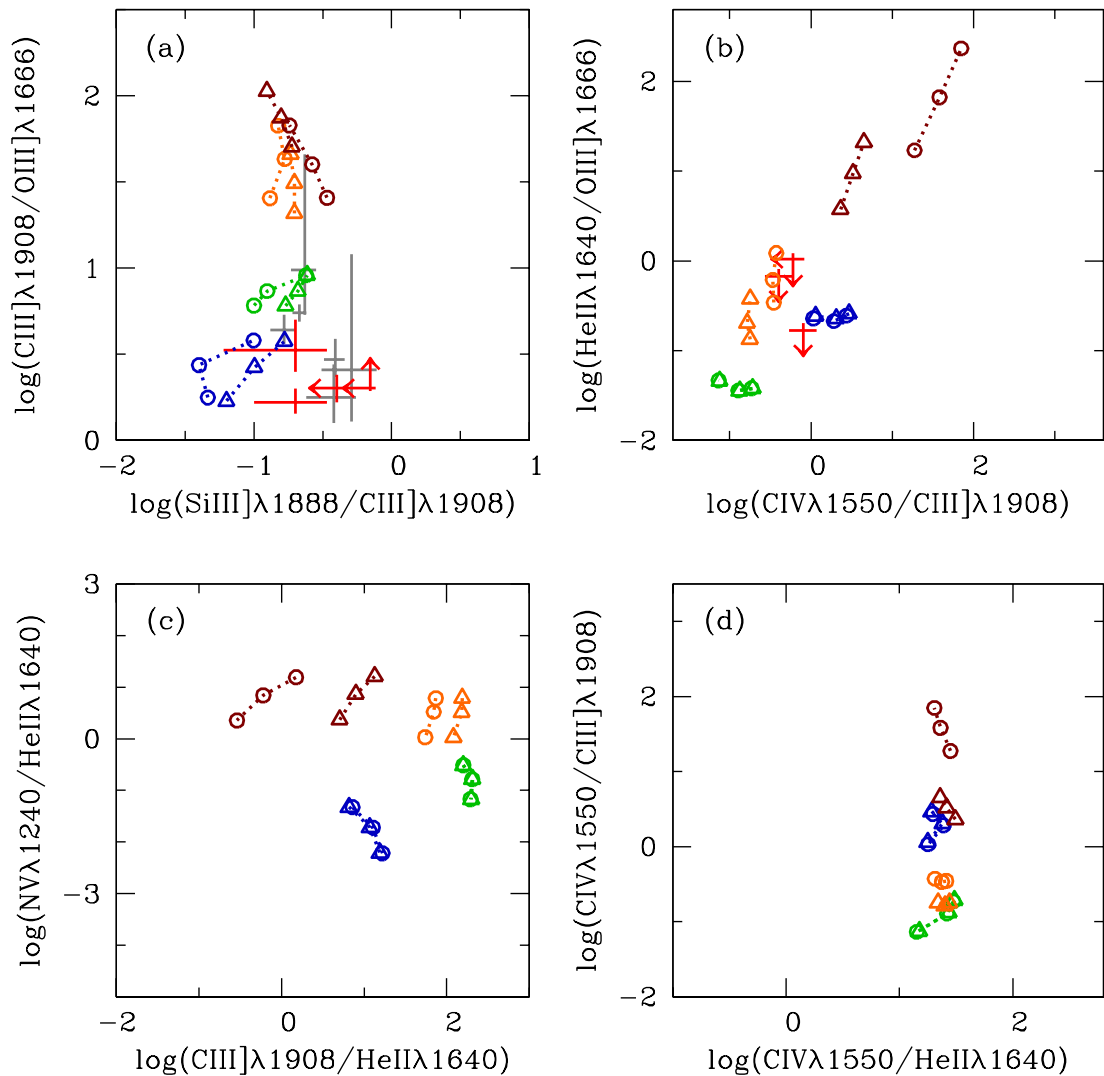 (a)
log(CIII]λ1908/OIII]λ1666)
2
1
0
−2
−1
0
1
log(SiIII]λ1888/CIII]λ1908)
(b)
log(HeIIλ1640/OIII]λ1666)
2
0
−2
0
2
log(CIVλ1550/CIII]λ1908)
(c)
log(NVλ1240/HeIIλ1640)
3
0
−3
−2
0
2
log(CIII]λ1908/HeIIλ1640)
(d)
log(CIVλ1550/CIII]λ1908)
2
0
−2
0
2
log(CIVλ1550/HeIIλ1640)